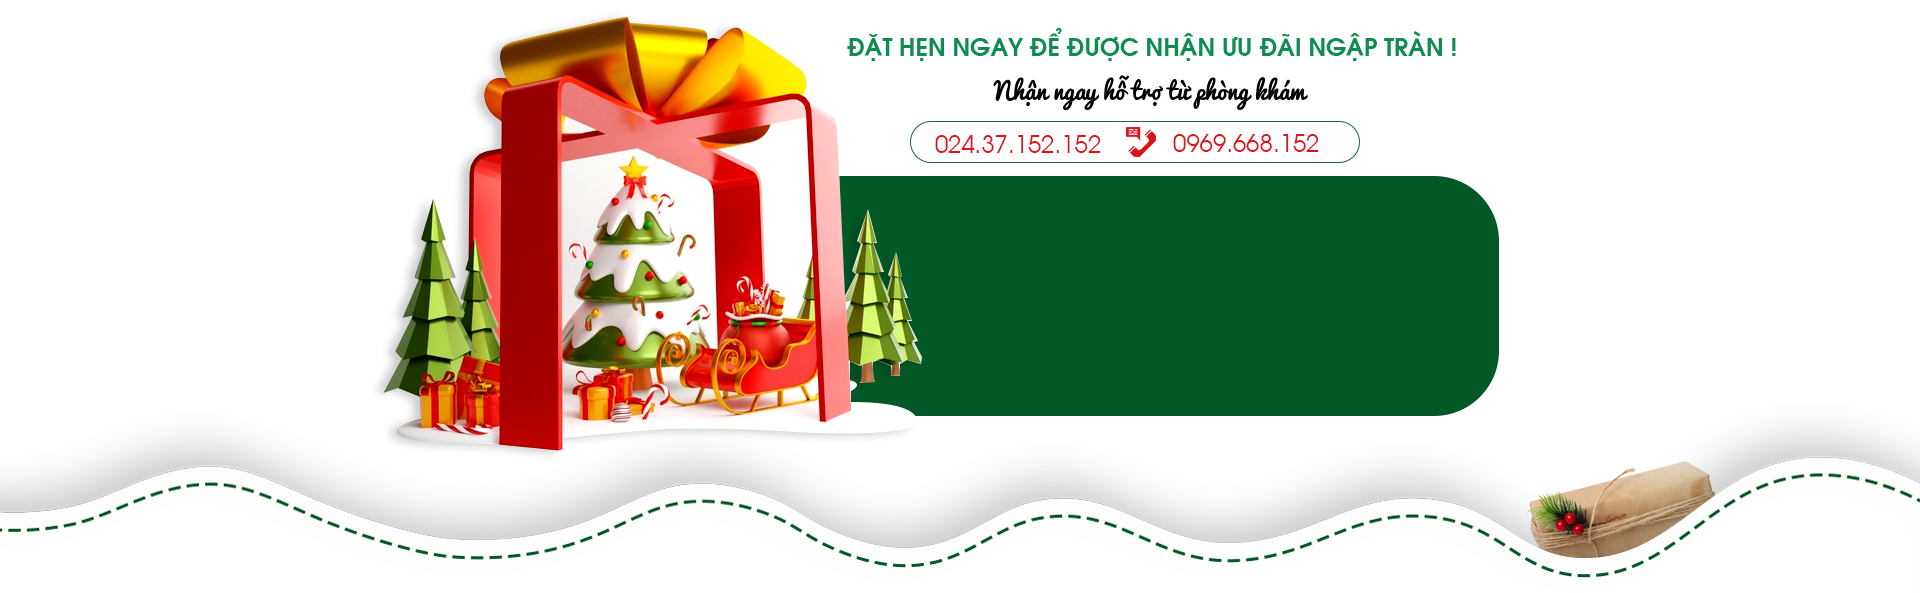 ĐẶT HẸN NGAY ĐỂ ĐƯỢC NHẬN ƯU ĐÃI NGẬP TRÀN !
Nhận ngay hỗ trợ từ phòng khám
024.37.152.152 0969.668.152